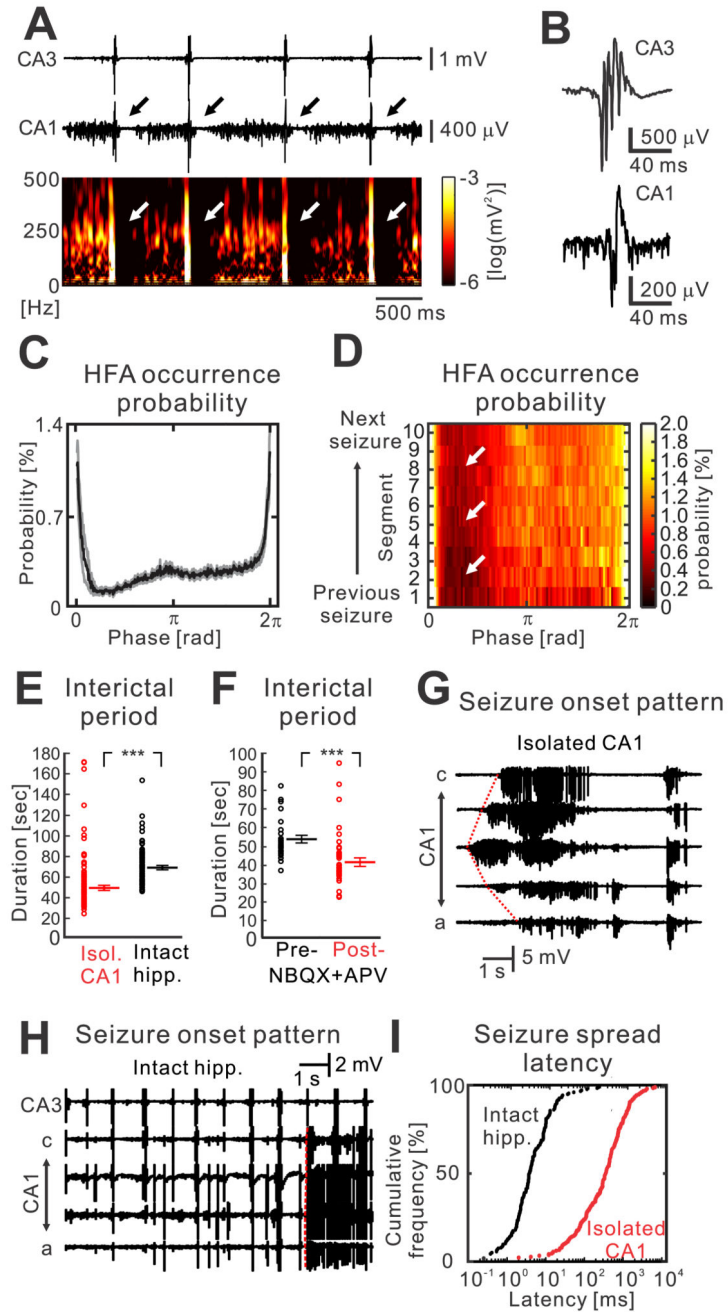 A
CA3
1 mV
CA1
400 µV
500
250
0
[Hz]
-3
-6
[log(mV²)]
500 ms
B
CA3
500 µV
40 ms
CA1
200 µV
40 ms
C
HFA occurrence
probability
Probability [%]
1.4
0.7
0
0
π
2π
Phase [rad]
D
HFA occurrence
probability
Next
seizure
Segment
Previous
seizure
10
9
8
7
6
5
4
3
2
1
0
π
2π
Phase [rad]
2.0
1.8
1.6
1.4
1.2
1.0
0.8
0.6
0.4
0.2
0
probability [%]
E
Interictal
period
Duration [sec]
180
160
140
120
100
80
60
40
20
0
***
Isol.
CA1
Intact
hipp.
F
Interictal
period
Duration [sec]
100
90
80
70
60
50
40
30
20
10
0
***
Pre-
Post-
NBQX+APV
G
Seizure onset pattern
Isolated CA1
c
CA1
a
1 s
5 mV
H
Seizure onset pattern
Intact hipp.
1 s
2 mV
CA3
c
CA1
a
I
Seizure spread
latency
Cumulative
frequency [%]
100
50
0
Intact
hipp.
Isolated
CA1
10⁻¹
10⁰
10¹
10²
10³
10⁴
Latency [ms]